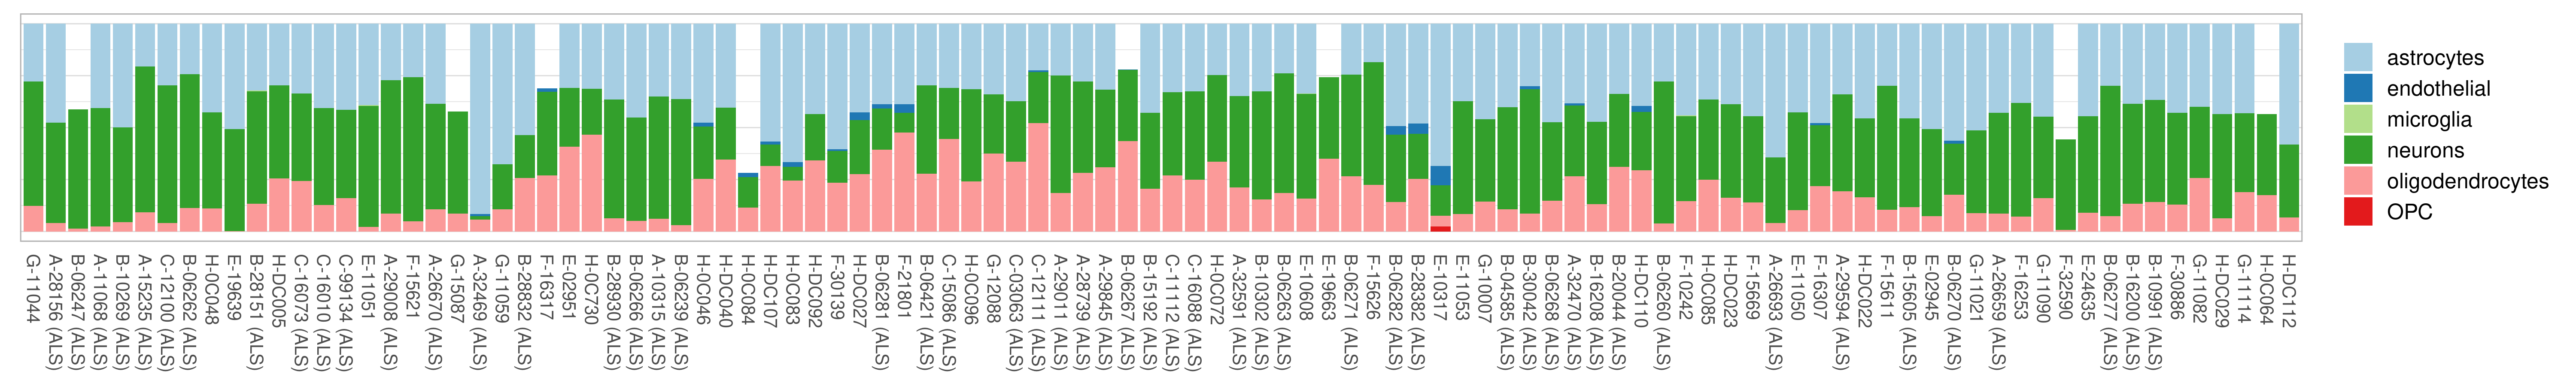 astrocytes
endothelial
microglia
neurons
oligodendrocytes
OPC
G-11044
A-28156 (ALS)
B-06247 (ALS)
A-11068 (ALS)
B-10269 (ALS)
A-15235 (ALS)
C-12100 (ALS)
B-06262 (ALS)
H-0C048
E-19639
B-28151 (ALS)
H-DC005
C-16073 (ALS)
C-16010 (ALS)
C-99134 (ALS)
E-11051
A-29008 (ALS)
F-15621
A-26670 (ALS)
G-15087
A-32469 (ALS)
G-11059
B-28832 (ALS)
F-16317
E-02951
H-0C730
B-28930 (ALS)
B-06266 (ALS)
A-10315 (ALS)
B-06239 (ALS)
H-0C046
H-DC040
H-0C084
H-DC107
H-0C083
H-DC092
F-30139
H-DC027
B-06281 (ALS)
F-21801
B-06421 (ALS)
C-15086 (ALS)
H-0C096
G-12088
C-03063 (ALS)
C-12111 (ALS)
A-29011 (ALS)
A-28739 (ALS)
A-29845 (ALS)
B-06267 (ALS)
B-15192 (ALS)
C-11112 (ALS)
C-16088 (ALS)
H-0C072
A-32591 (ALS)
B-10302 (ALS)
B-06263 (ALS)
E-10608
E-19663
B-06271 (ALS)
F-15626
B-06282 (ALS)
B-28382 (ALS)
E-10317
E-11053
G-10007
B-04585 (ALS)
B-30042 (ALS)
B-06268 (ALS)
A-32470 (ALS)
B-16208 (ALS)
B-20044 (ALS)
H-DC110
B-06260 (ALS)
F-10242
H-0C085
H-DC023
F-15669
A-26693 (ALS)
E-11050
F-16307
A-29594 (ALS)
H-DC022
F-15611
B-15605 (ALS)
E-02945
B-06270 (ALS)
G-11021
A-26659 (ALS)
F-16253
G-11090
F-32590
E-24635
B-06277 (ALS)
B-16200 (ALS)
B-10991 (ALS)
F-30886
G-11082
H-DC029
G-11114
H-0C064
H-DC112